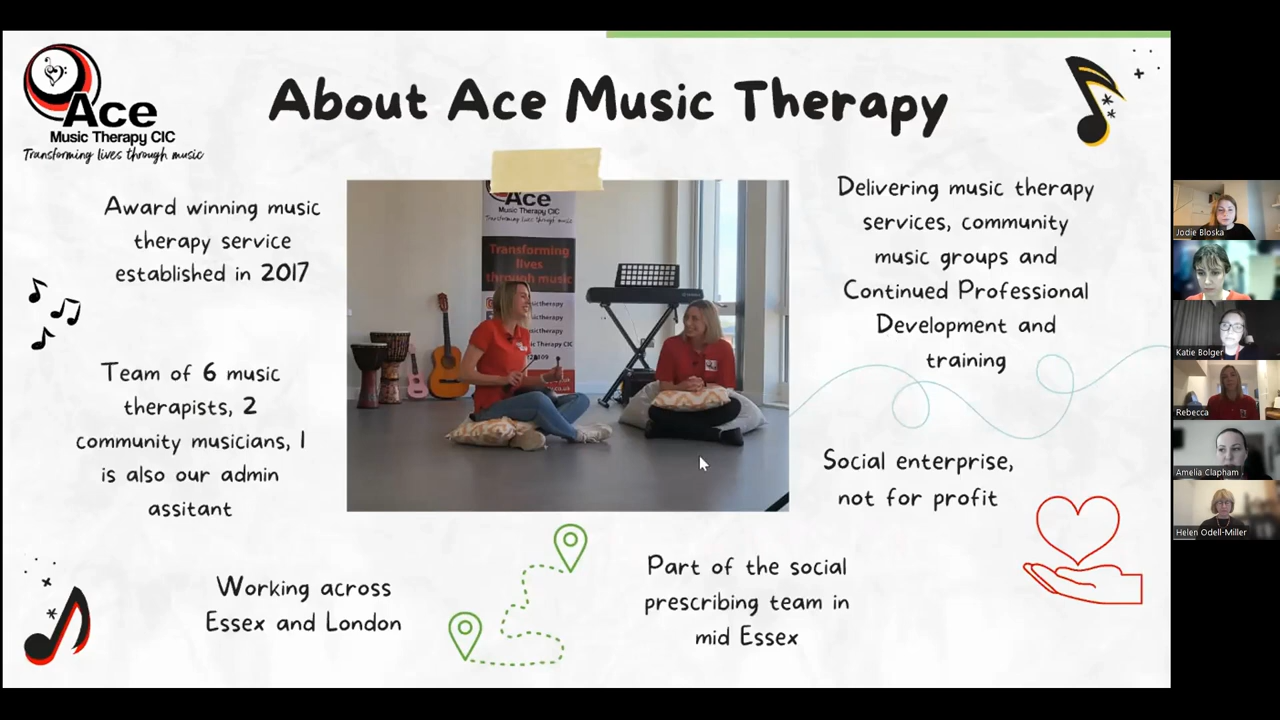 About Ace Music Therapy
Ace
Music Therapy CIC
Transforming lives through music
Award winning music
therapy service
established in 2017
Team of 6 music
therapists, 2
community musicians, 1
is also our admin
assitant
Working across
Essex and London
Ace
Music Therapy CIC
Transforming lives through music
Transforming
lives
through music
Delivering music therapy
services, community
music groups and
Continued Professional
Development and
training
Social enterprise,
not for profit
Part of the social
prescribing team in
mid Essex
Jodie Bloska
Katie Bolger
Rebecca
Amelia Clapham
Helen Odell-Miller